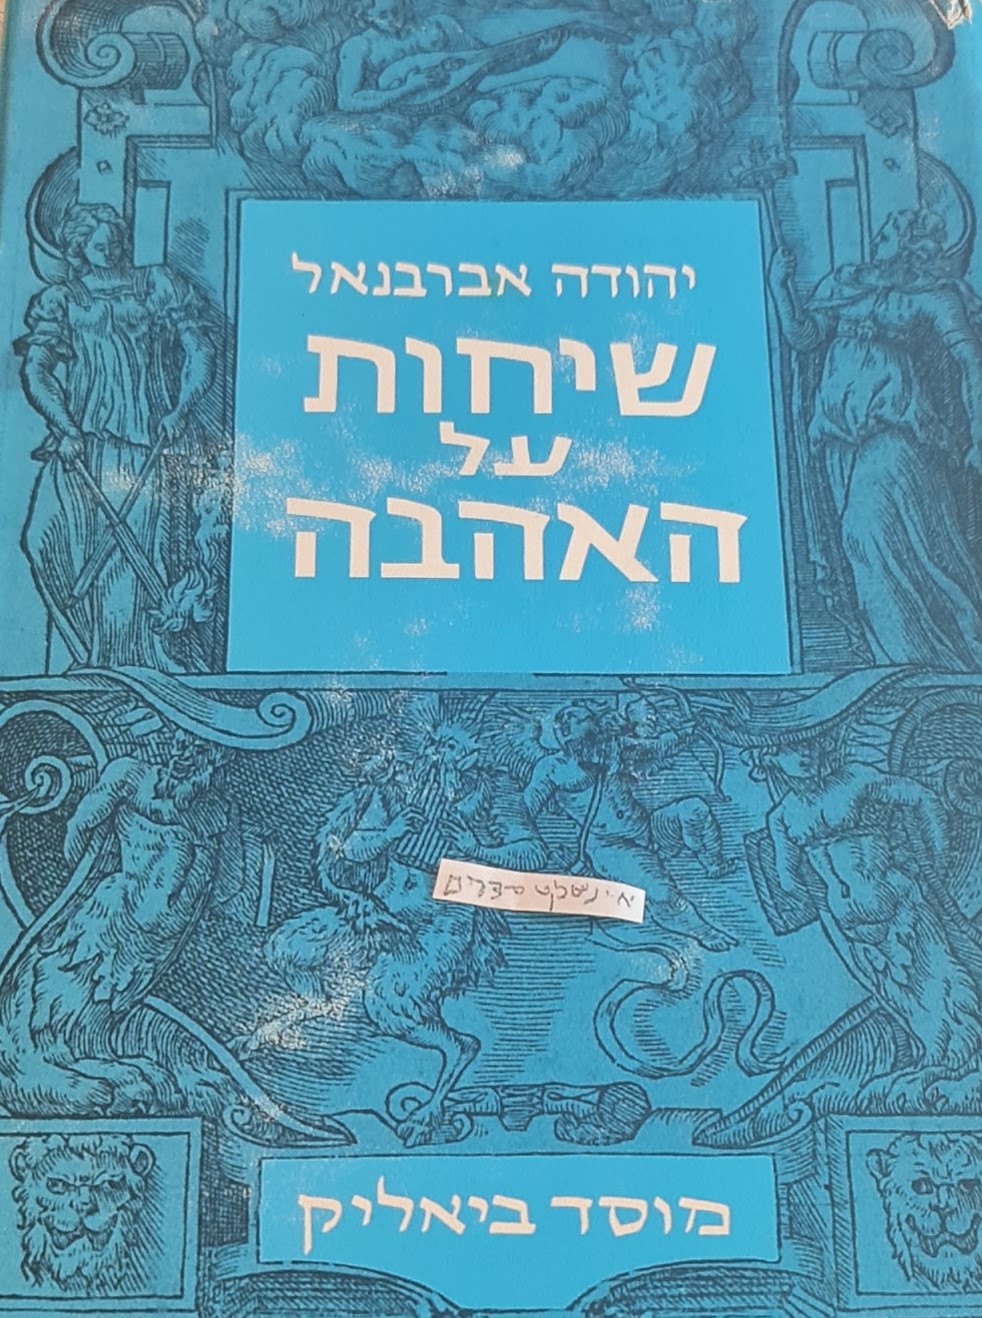 יהודה אברבנאל
שיחות
על
האהבה
מוסד ביאליק